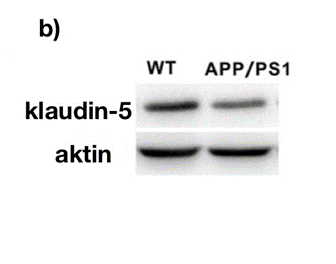 b)
WT APP/PS1
klaudin-5
aktin